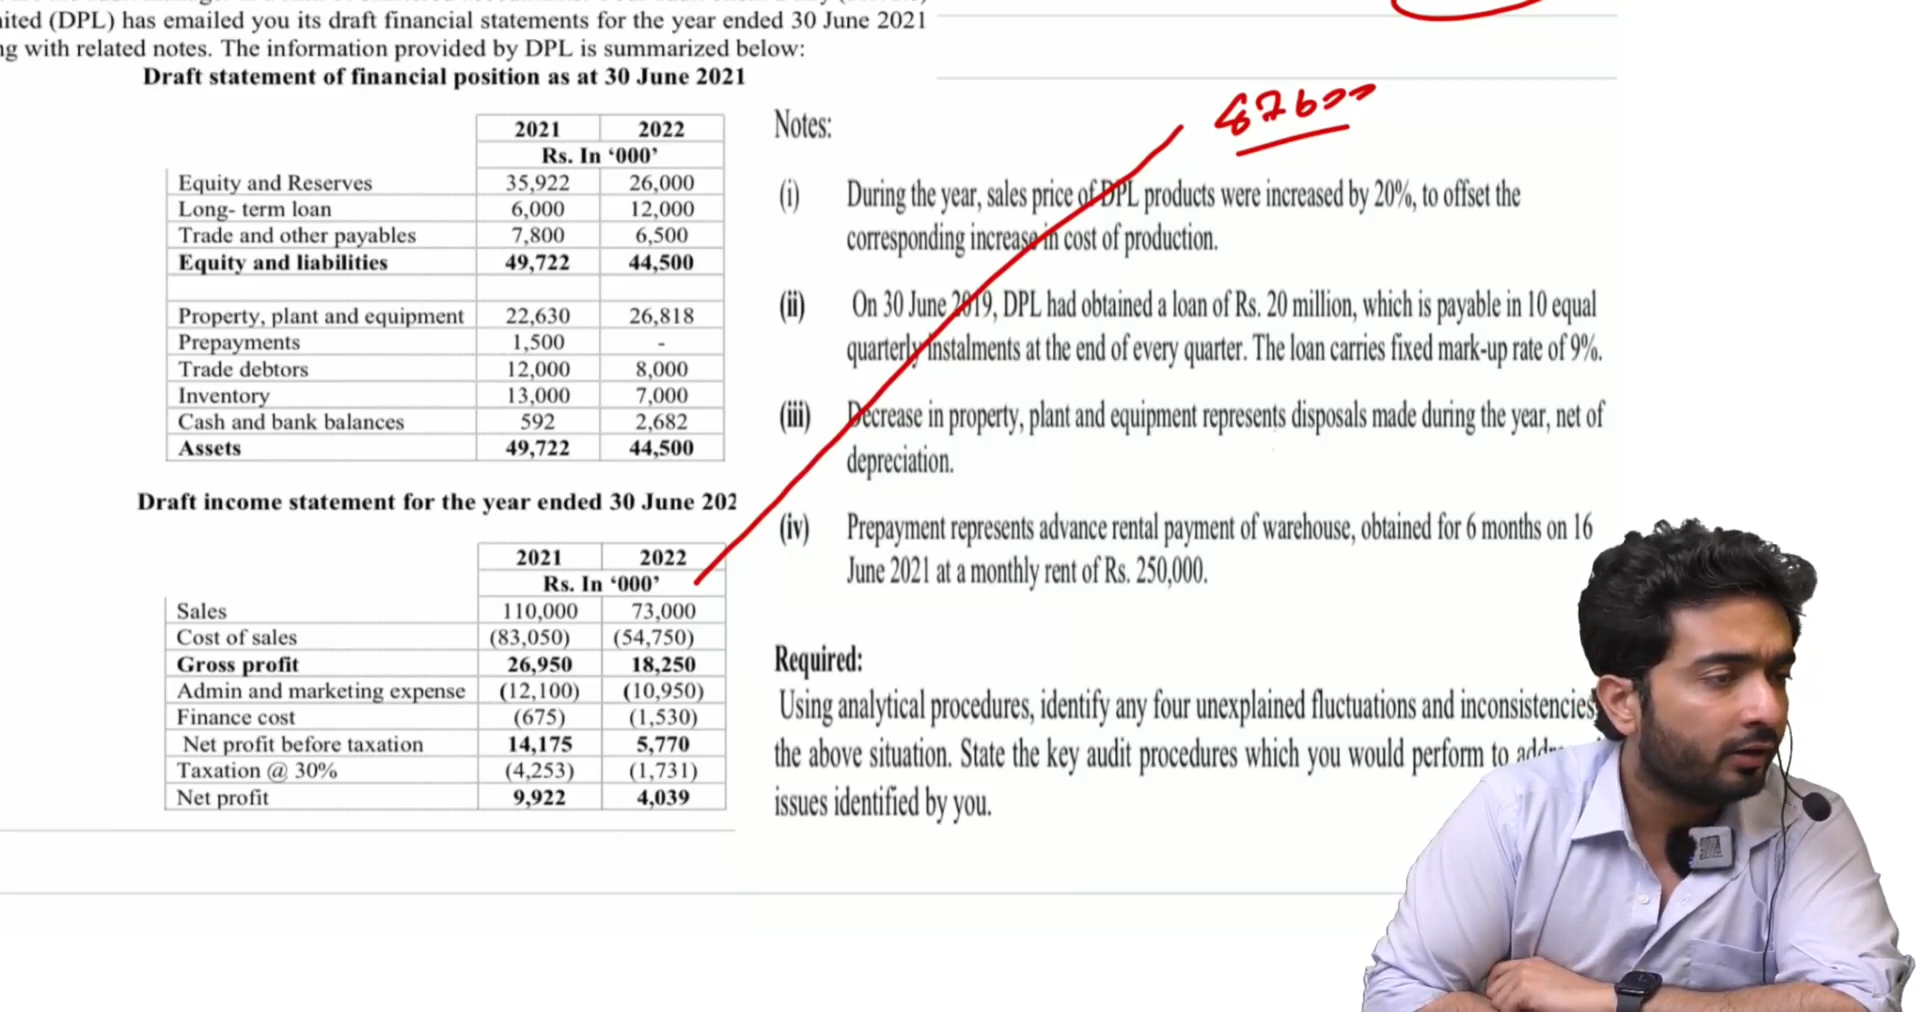 ited (DPL) has emailed you its draft financial statements for the year ended 30 June 2021
ng with related notes. The information provided by DPL is summarized below:
Draft statement of financial position as at 30 June 2021
2021 2022
Rs. In ‘000’
Equity and Reserves 35,922 26,000
Long- term loan 6,000 12,000
Trade and other payables 7,800 6,500
Equity and liabilities 49,722 44,500
Property, plant and equipment 22,630 26,818
Prepayments 1,500 -
Trade debtors 12,000 8,000
Inventory 13,000 7,000
Cash and bank balances 592 2,682
Assets 49,722 44,500
Draft income statement for the year ended 30 June 202
2021 2022
Rs. In ‘000’
Sales 110,000 73,000
Cost of sales (83,050) (54,750)
Gross profit 26,950 18,250
Admin and marketing expense (12,100) (10,950)
Finance cost (675) (1,530)
Net profit before taxation 14,175 5,770
Taxation @ 30% (4,253) (1,731)
Net profit 9,922 4,039
87600
Notes:
(i) During the year, sales price of DPL products were increased by 20%, to offset the
corresponding increase in cost of production.
(ii) On 30 June 2019, DPL had obtained a loan of Rs. 20 million, which is payable in 10 equal
quarterly instalments at the end of every quarter. The loan carries fixed mark-up rate of 9%.
(iii) Decrease in property, plant and equipment represents disposals made during the year, net of
depreciation.
(iv) Prepayment represents advance rental payment of warehouse, obtained for 6 months on 16
June 2021 at a monthly rent of Rs. 250,000.
Required:
Using analytical procedures, identify any four unexplained fluctuations and inconsistencies
the above situation. State the key audit procedures which you would perform to addr
issues identified by you.